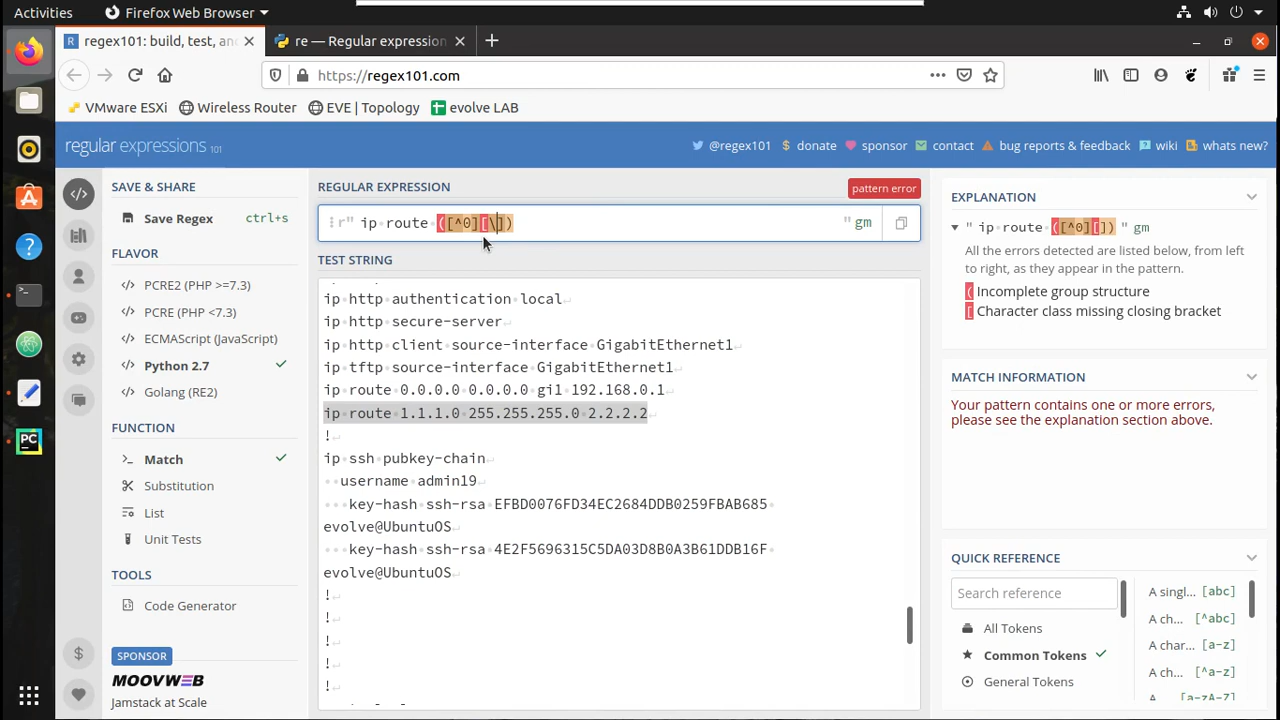 Activities
Firefox Web Browser
regex101: build, test, an
re — Regular expression
https://regex101.com
VMware ESXi
Wireless Router
EVE | Topology
evolve LAB
regular expressions 101
@regex101
donate
sponsor
contact
bug reports & feedback
wiki
whats new?
SAVE & SHARE
Save Regex
ctrl+s
FLAVOR
PCRE2 (PHP >=7.3)
PCRE (PHP <7.3)
ECMAScript (JavaScript)
Python 2.7
Golang (RE2)
FUNCTION
Match
Substitution
List
Unit Tests
TOOLS
Code Generator
SPONSOR
MOOVWEB
Jamstack at Scale
REGULAR EXPRESSION
pattern error
r" ip route ([^0][\]) " gm
TEST STRING
ip http authentication local
ip http secure-server
ip http client source-interface GigabitEthernet1
ip tftp source-interface GigabitEthernet1
ip route 0.0.0.0 0.0.0.0 gi1 192.168.0.1
ip route 1.1.1.0 255.255.255.0 2.2.2.2
!
ip ssh pubkey-chain
username admin19
key-hash ssh-rsa EFBD0076FD34EC2684DDB0259FBAB685
evolve@UbuntuOS
key-hash ssh-rsa 4E2F5696315C5DA03D8B0A3B61DDB16F
evolve@UbuntuOS
!
!
!
!
!
EXPLANATION
" ip route ([^0][]) " gm
All the errors detected are listed below, from left
to right, as they appear in the pattern.
( Incomplete group structure
[ Character class missing closing bracket
MATCH INFORMATION
Your pattern contains one or more errors,
please see the explanation section above.
QUICK REFERENCE
Search reference
All Tokens
Common Tokens
General Tokens
A singl... [abc]
A ch... [^abc]
A char... [a-z]
A ch... [^a-z]
A... [a-zA-Z]